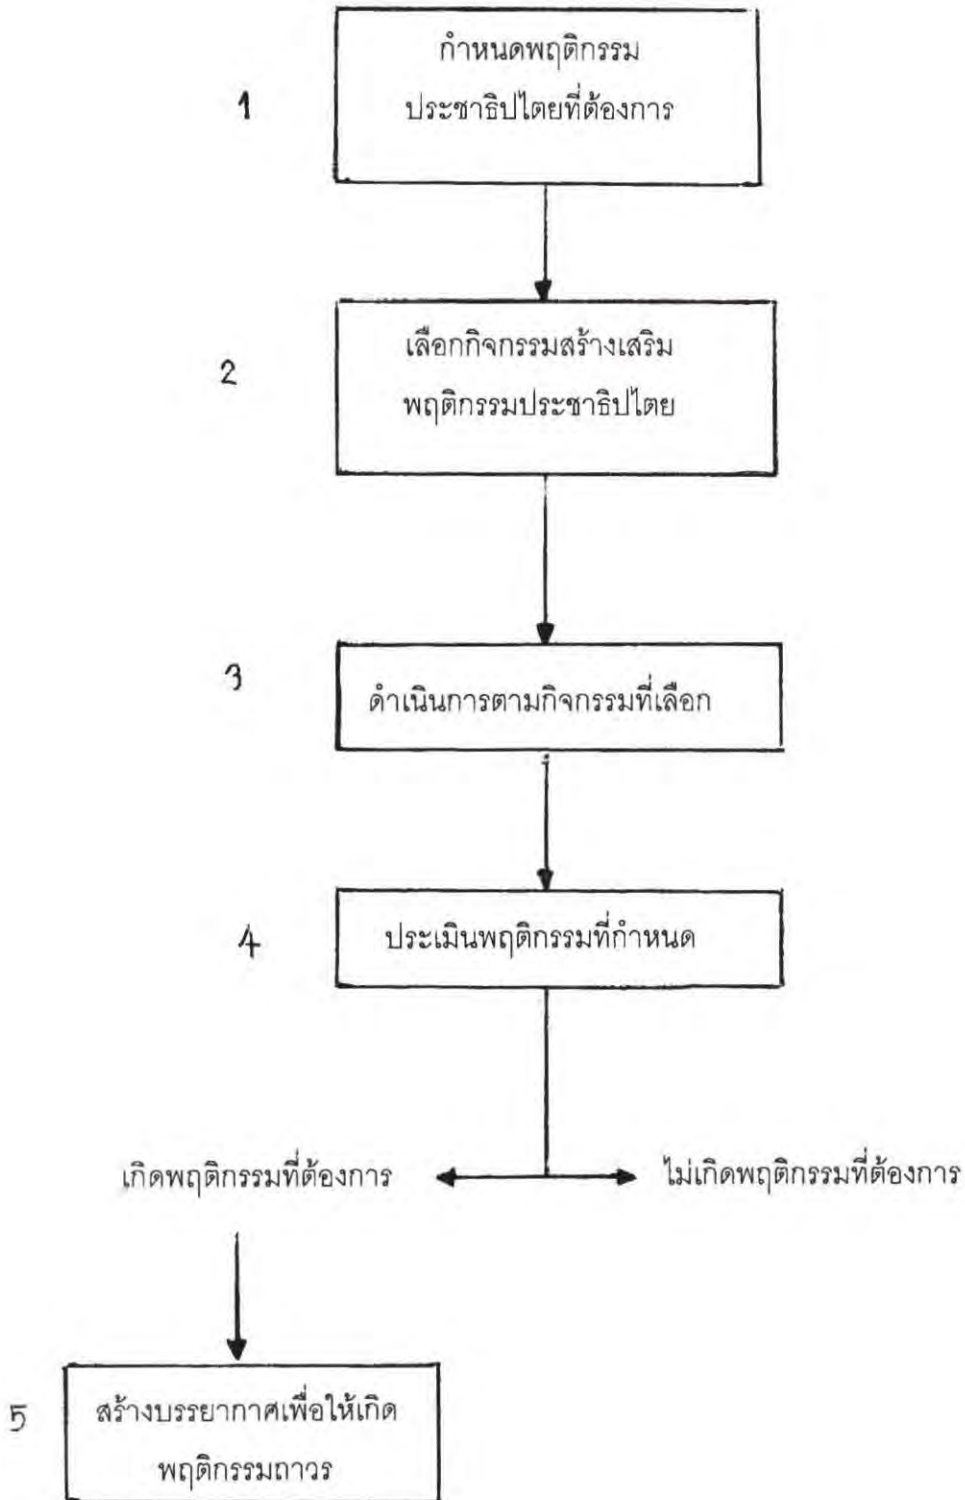 กำหนดพฤติกรรม
1
ประชาธิปไตยที่ต้องการ
เลือกกิจกรรมสร้างเสริม
2
พฤติกรรมประชาธิปไตย
3
ดำเนินการตามกิจกรรมที่เลือก
4
ประเมินพฤติกรรมที่กำหนด
เกิดพฤติกรรมที่ต้องการ
ไม่เกิดพฤติกรรมที่ต้องการ
5
สร้างบรรยากาศเพื่อให้เกิด
พฤติกรรมถาวร